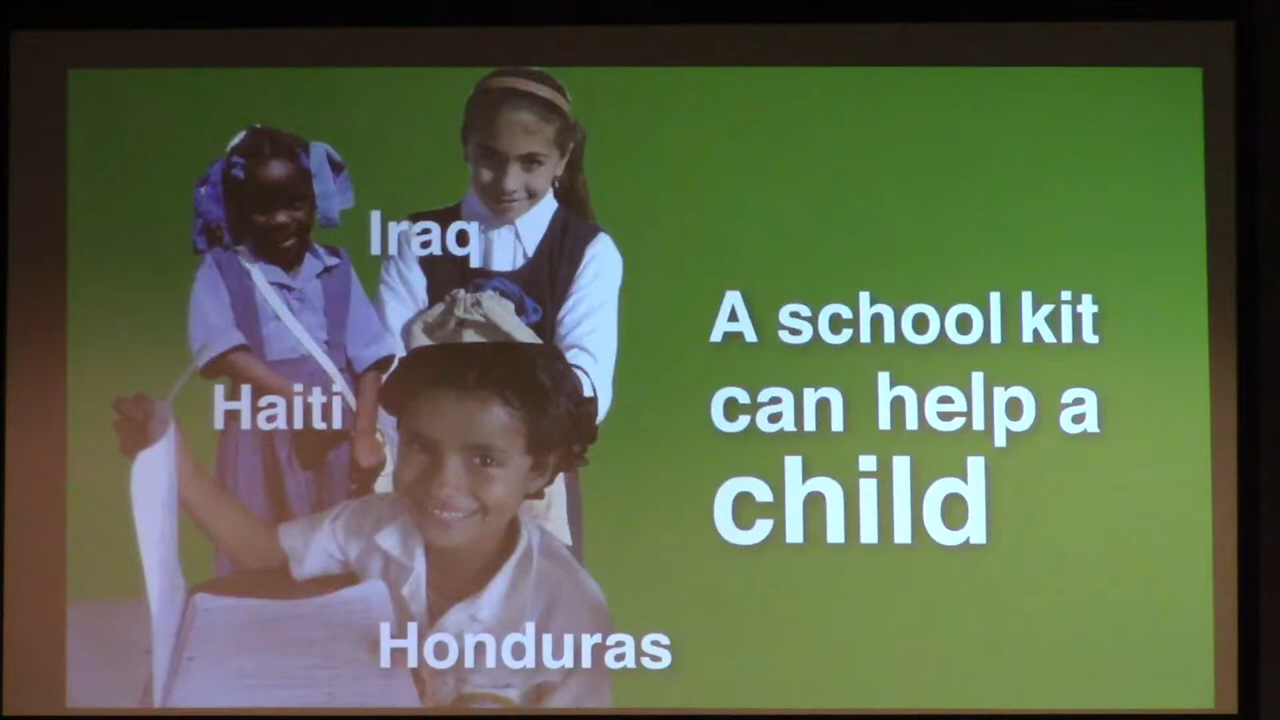 Iraq
Haiti
Honduras
A school kit
can help a
child